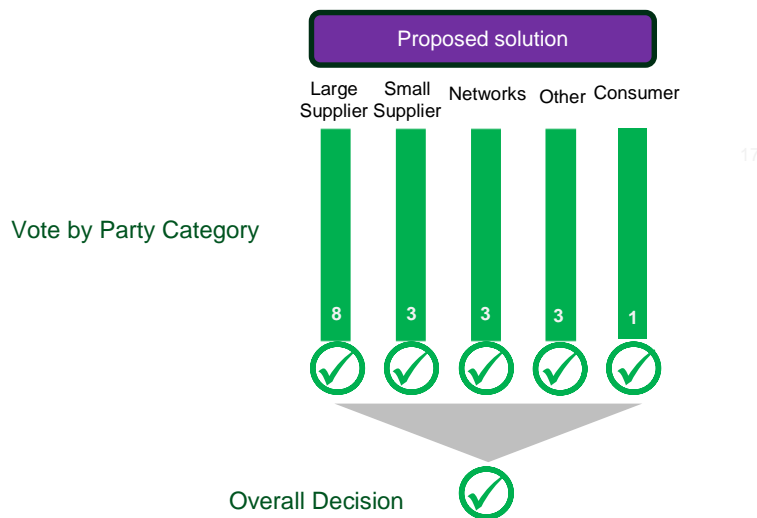 Proposed solution
Large Supplier
Small Supplier
Networks
Other
Consumer
17
Vote by Party Category
8
3
3
3
1
Overall Decision